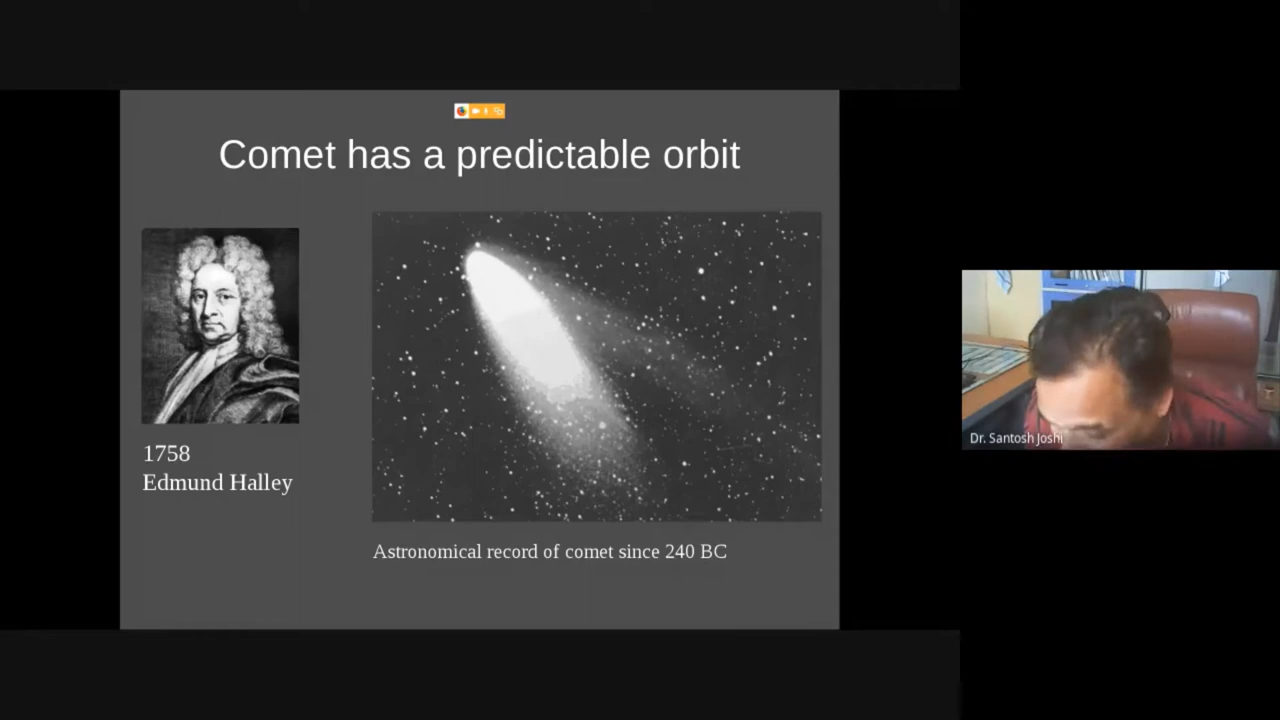 Comet has a predictable orbit
1758
Edmund Halley
Astronomical record of comet since 240 BC
Dr. Santosh Joshi